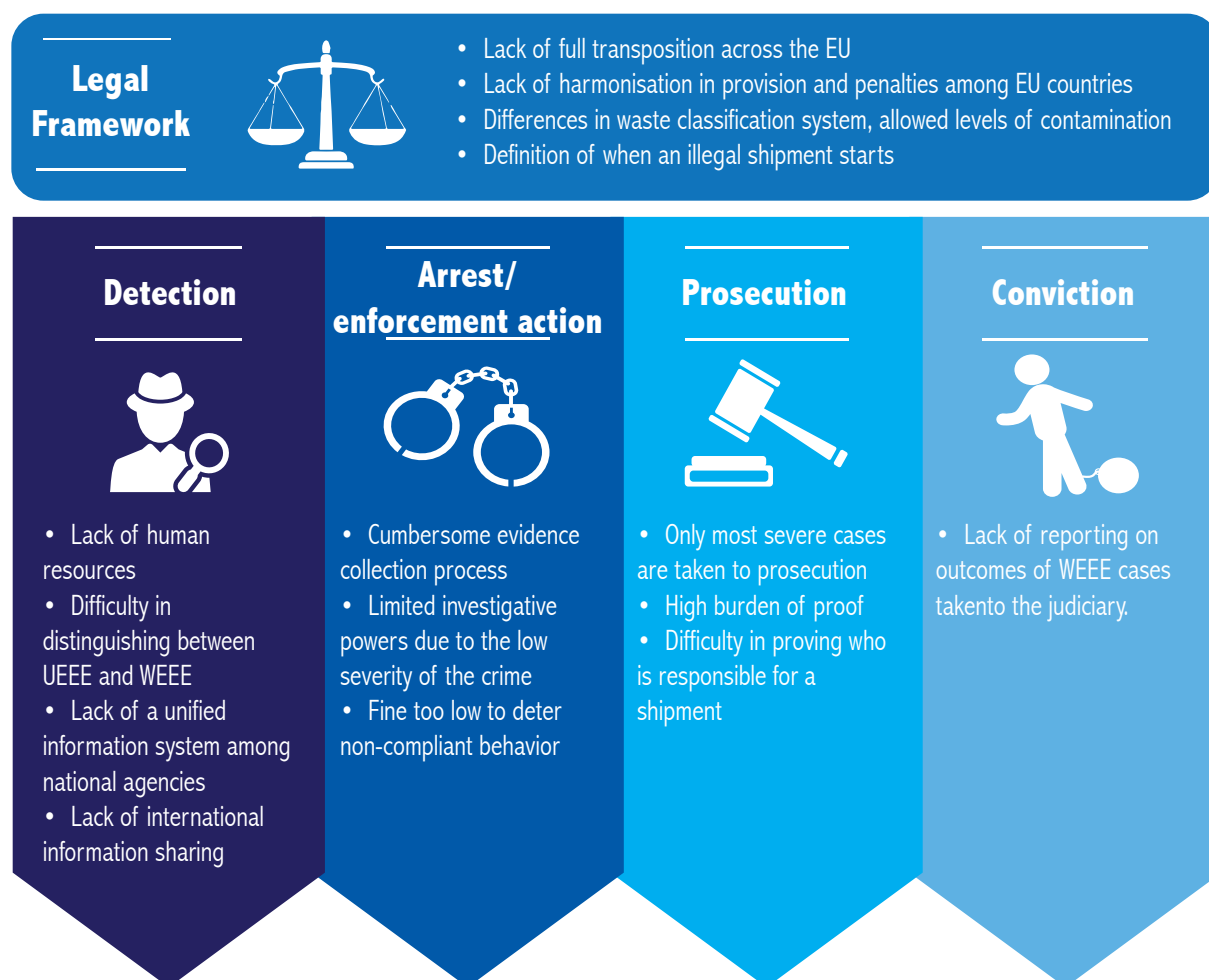 Legal
Framework
• Lack of full transposition across the EU
• Lack of harmonisation in provision and penalties among EU countries
• Differences in waste classification system, allowed levels of contamination
• Definition of when an illegal shipment starts
Detection
• Lack of human
resources
• Difficulty in
distinguishing between
UEEE and WEEE
• Lack of a unified
information system among
national agencies
• Lack of international
information sharing
Arrest/
enforcement action
• Cumbersome evidence
collection process
• Limited investigative
powers due to the low
severity of the crime
• Fine too low to deter
non-compliant behavior
Prosecution
• Only most severe cases
are taken to prosecution
• High burden of proof
• Difficulty in proving who
is responsible for a
shipment
Conviction
• Lack of reporting on
outcomes of WEEE cases
takento the judiciary.